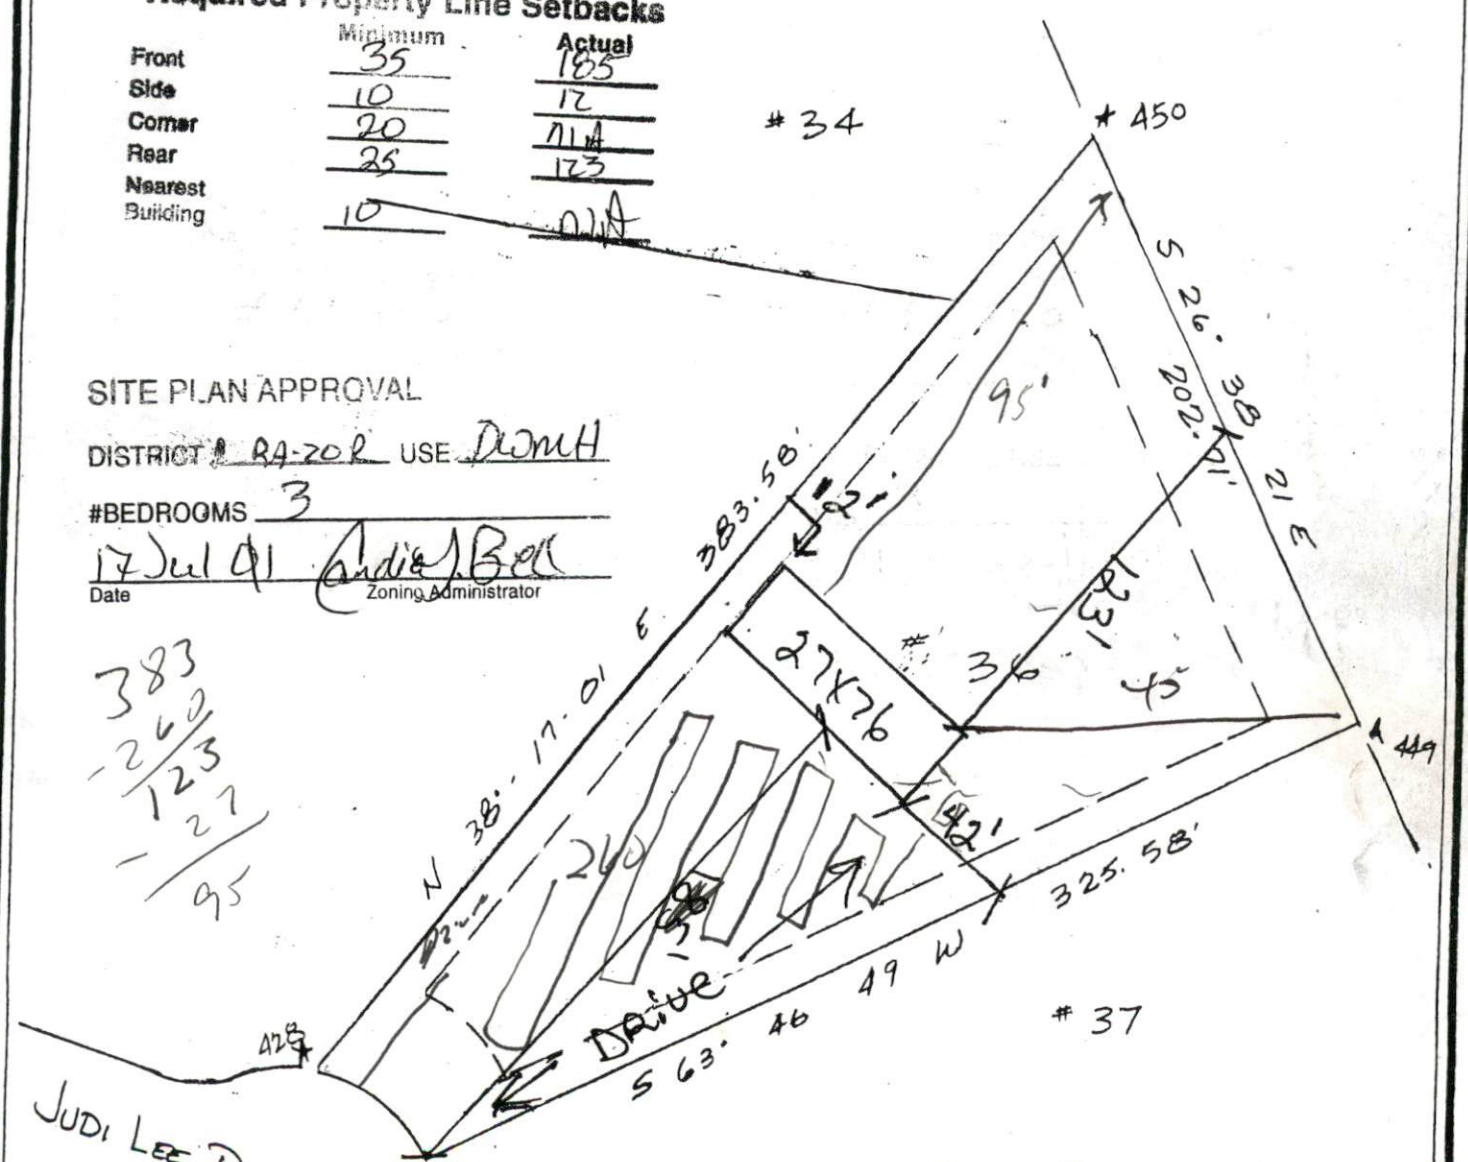 Required Property Line Setbacks
Minimum Actual
Front 35 185
Side 10 12
Corner 20 N/A
Rear 25 123
Nearest
Building 10 N/A
# 34
* 450
S 26° 38 21 E
202.71'
95'
SITE PLAN APPROVAL
DISTRICT RA-20R USE DWMH
#BEDROOMS 3
17 Jul 01
Date Zoning Administrator
383
-260
123
- 27
95
N 38° 17 01 E 383.58'
12'
27x76
# 36
45
449
42'
325.58'
260
DRIVE
S 63° 46 49 W
# 37
428
JUDI LEE